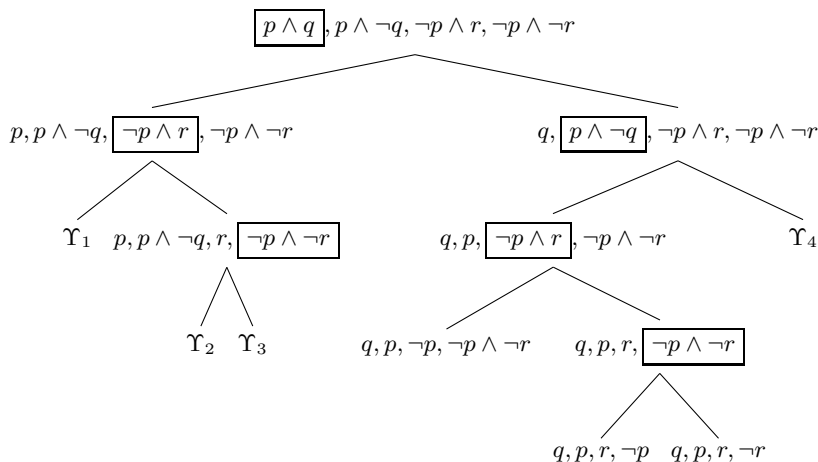 p ∧ q, p ∧ ¬q, ¬p ∧ r, ¬p ∧ ¬r
p, p ∧ ¬q, ¬p ∧ r, ¬p ∧ ¬r
q, p ∧ ¬q, ¬p ∧ r, ¬p ∧ ¬r
ϒ₁
p, p ∧ ¬q, r, ¬p ∧ ¬r
q, p, ¬p ∧ r, ¬p ∧ ¬r
ϒ₄
ϒ₂
ϒ₃
q, p, ¬p, ¬p ∧ ¬r
q, p, r, ¬p ∧ ¬r
q, p, r, ¬p
q, p, r, ¬r